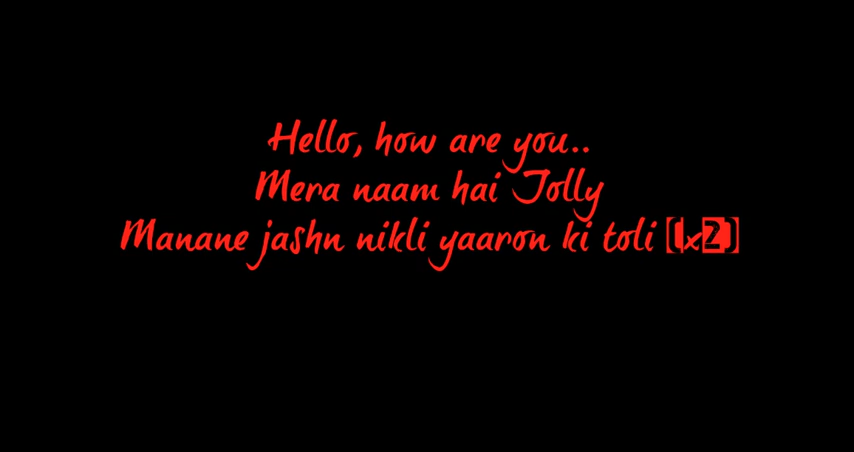 Hello, how are you..
Mera naam hai Jolly
Manane jashn nikli yaaron ki toli (x2)